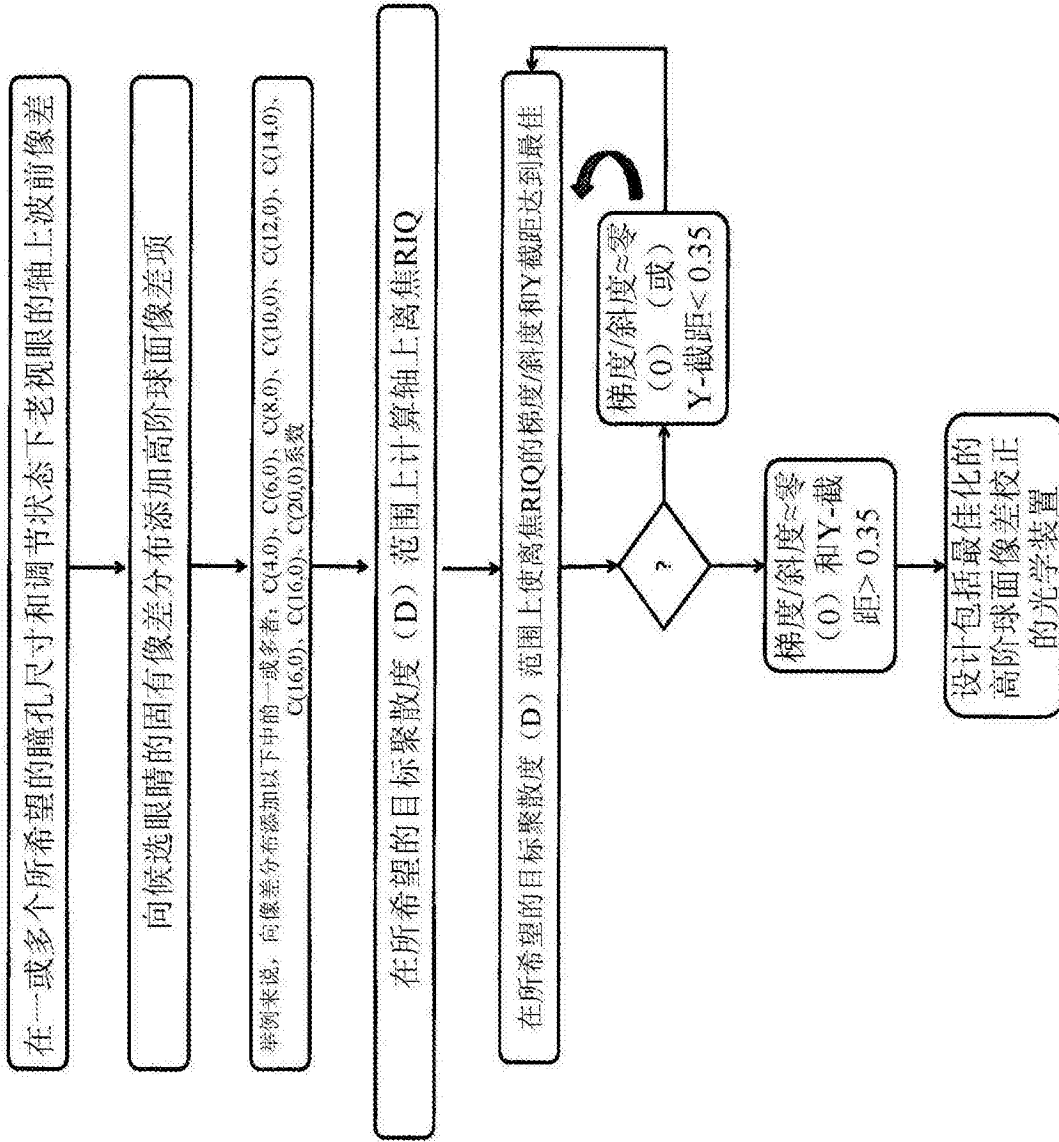 在一或多个所希望的瞳孔尺寸和调节状态下老视眼的轴上波前像差
向候选眼睛的固有像差分布添加高阶球面像差项
举例来说，向像差分布添加以下中的一或多者：C(4,0)、C(6,0)、C(8,0)、C(10,0)、C(12,0)、C(14,0)、
C(16,0)、C(16,0)、C(20,0)系数
在所希望的目标聚散度（D）范围上计算轴上离焦RIQ
在所希望的目标聚散度（D）范围上使离焦RIQ的梯度/斜度和Y截距达到最佳
?
梯度/斜度≈零
（0）（或）
Y-截距< 0.35
梯度/斜度≈零
（0）和Y-截
距> 0.35
设计包括最佳化的
高阶球面像差校正
的光学装置